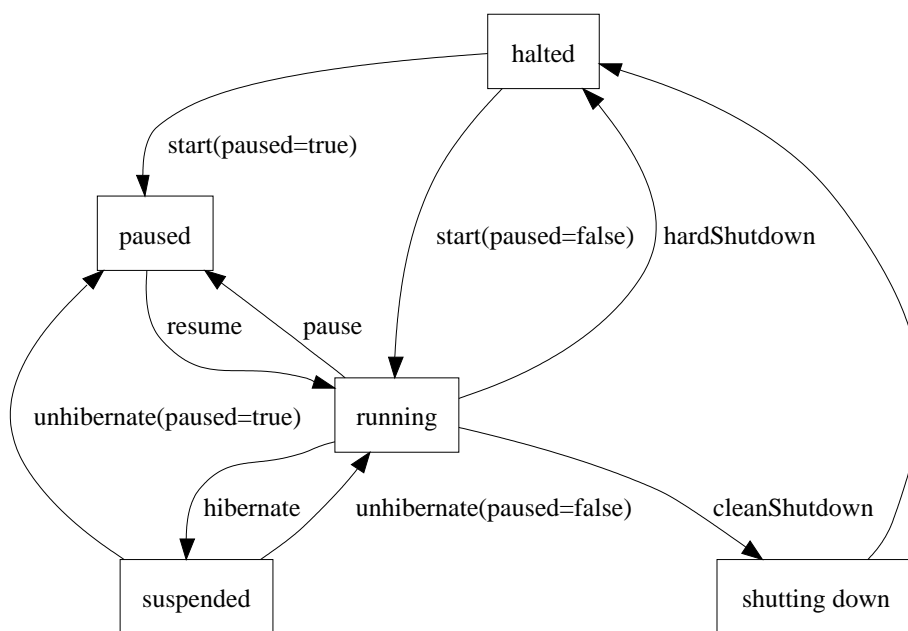 halted
start(paused=true)
paused
start(paused=false)
hardShutdown
resume
pause
unhibernate(paused=true)
running
hibernate
unhibernate(paused=false)
cleanShutdown
suspended
shutting down